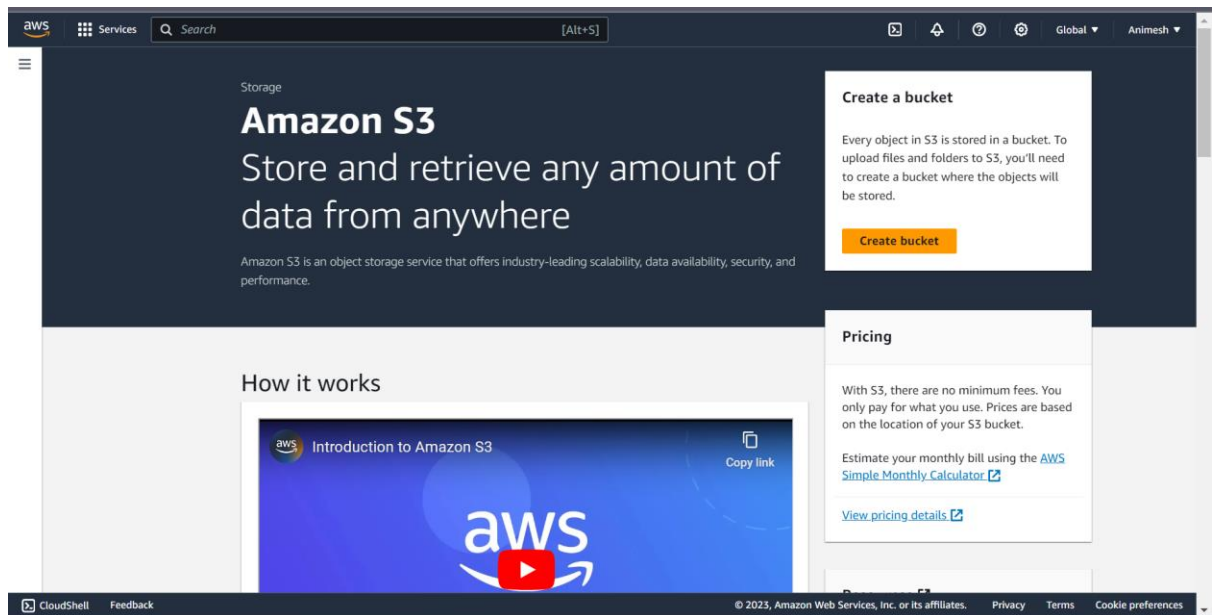 aws
Services
Search
[Alt+S]
Global
Animesh
Storage
Amazon S3
Store and retrieve any amount of
data from anywhere
Amazon S3 is an object storage service that offers industry-leading scalability, data availability, security, and
performance.
Create a bucket
Every object in S3 is stored in a bucket. To
upload files and folders to S3, you'll need
to create a bucket where the objects will
be stored.
Create bucket
Pricing
With S3, there are no minimum fees. You
only pay for what you use. Prices are based
on the location of your S3 bucket.
Estimate your monthly bill using the AWS
Simple Monthly Calculator
View pricing details
How it works
aws
Introduction to Amazon S3
Copy link
aws
CloudShell
Feedback
© 2023, Amazon Web Services, Inc. or its affiliates.
Privacy
Terms
Cookie preferences